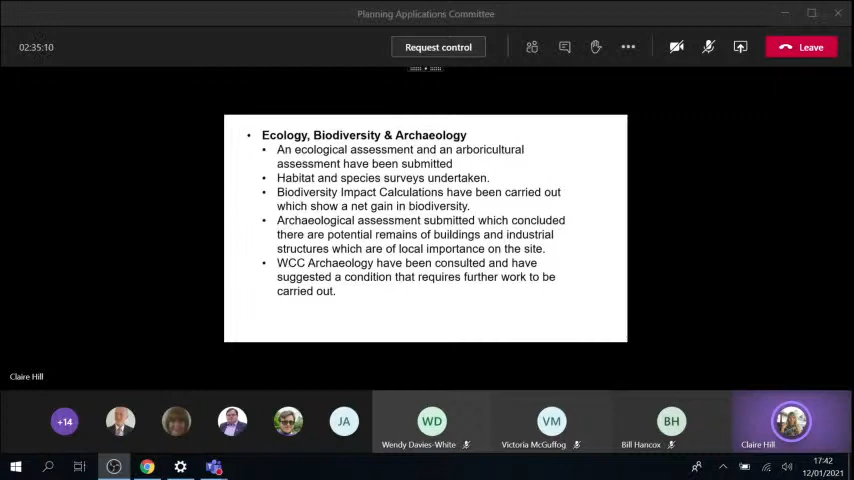 Planning Applications Committee
02:35:10
Request control
Leave
• Ecology, Biodiversity & Archaeology
• An ecological assessment and an arboricultural
assessment have been submitted
• Habitat and species surveys undertaken.
• Biodiversity Impact Calculations have been carried out
which show a net gain in biodiversity.
• Archaeological assessment submitted which concluded
there are potential remains of buildings and industrial
structures which are of local importance on the site.
• WCC Archaeology have been consulted and have
suggested a condition that requires further work to be
carried out.
Claire Hill
+14
JA
WD
VM
BH
Wendy Davies-White
Victoria McGuffog
Bill Hancox
Claire Hill
17:42
12/01/2021